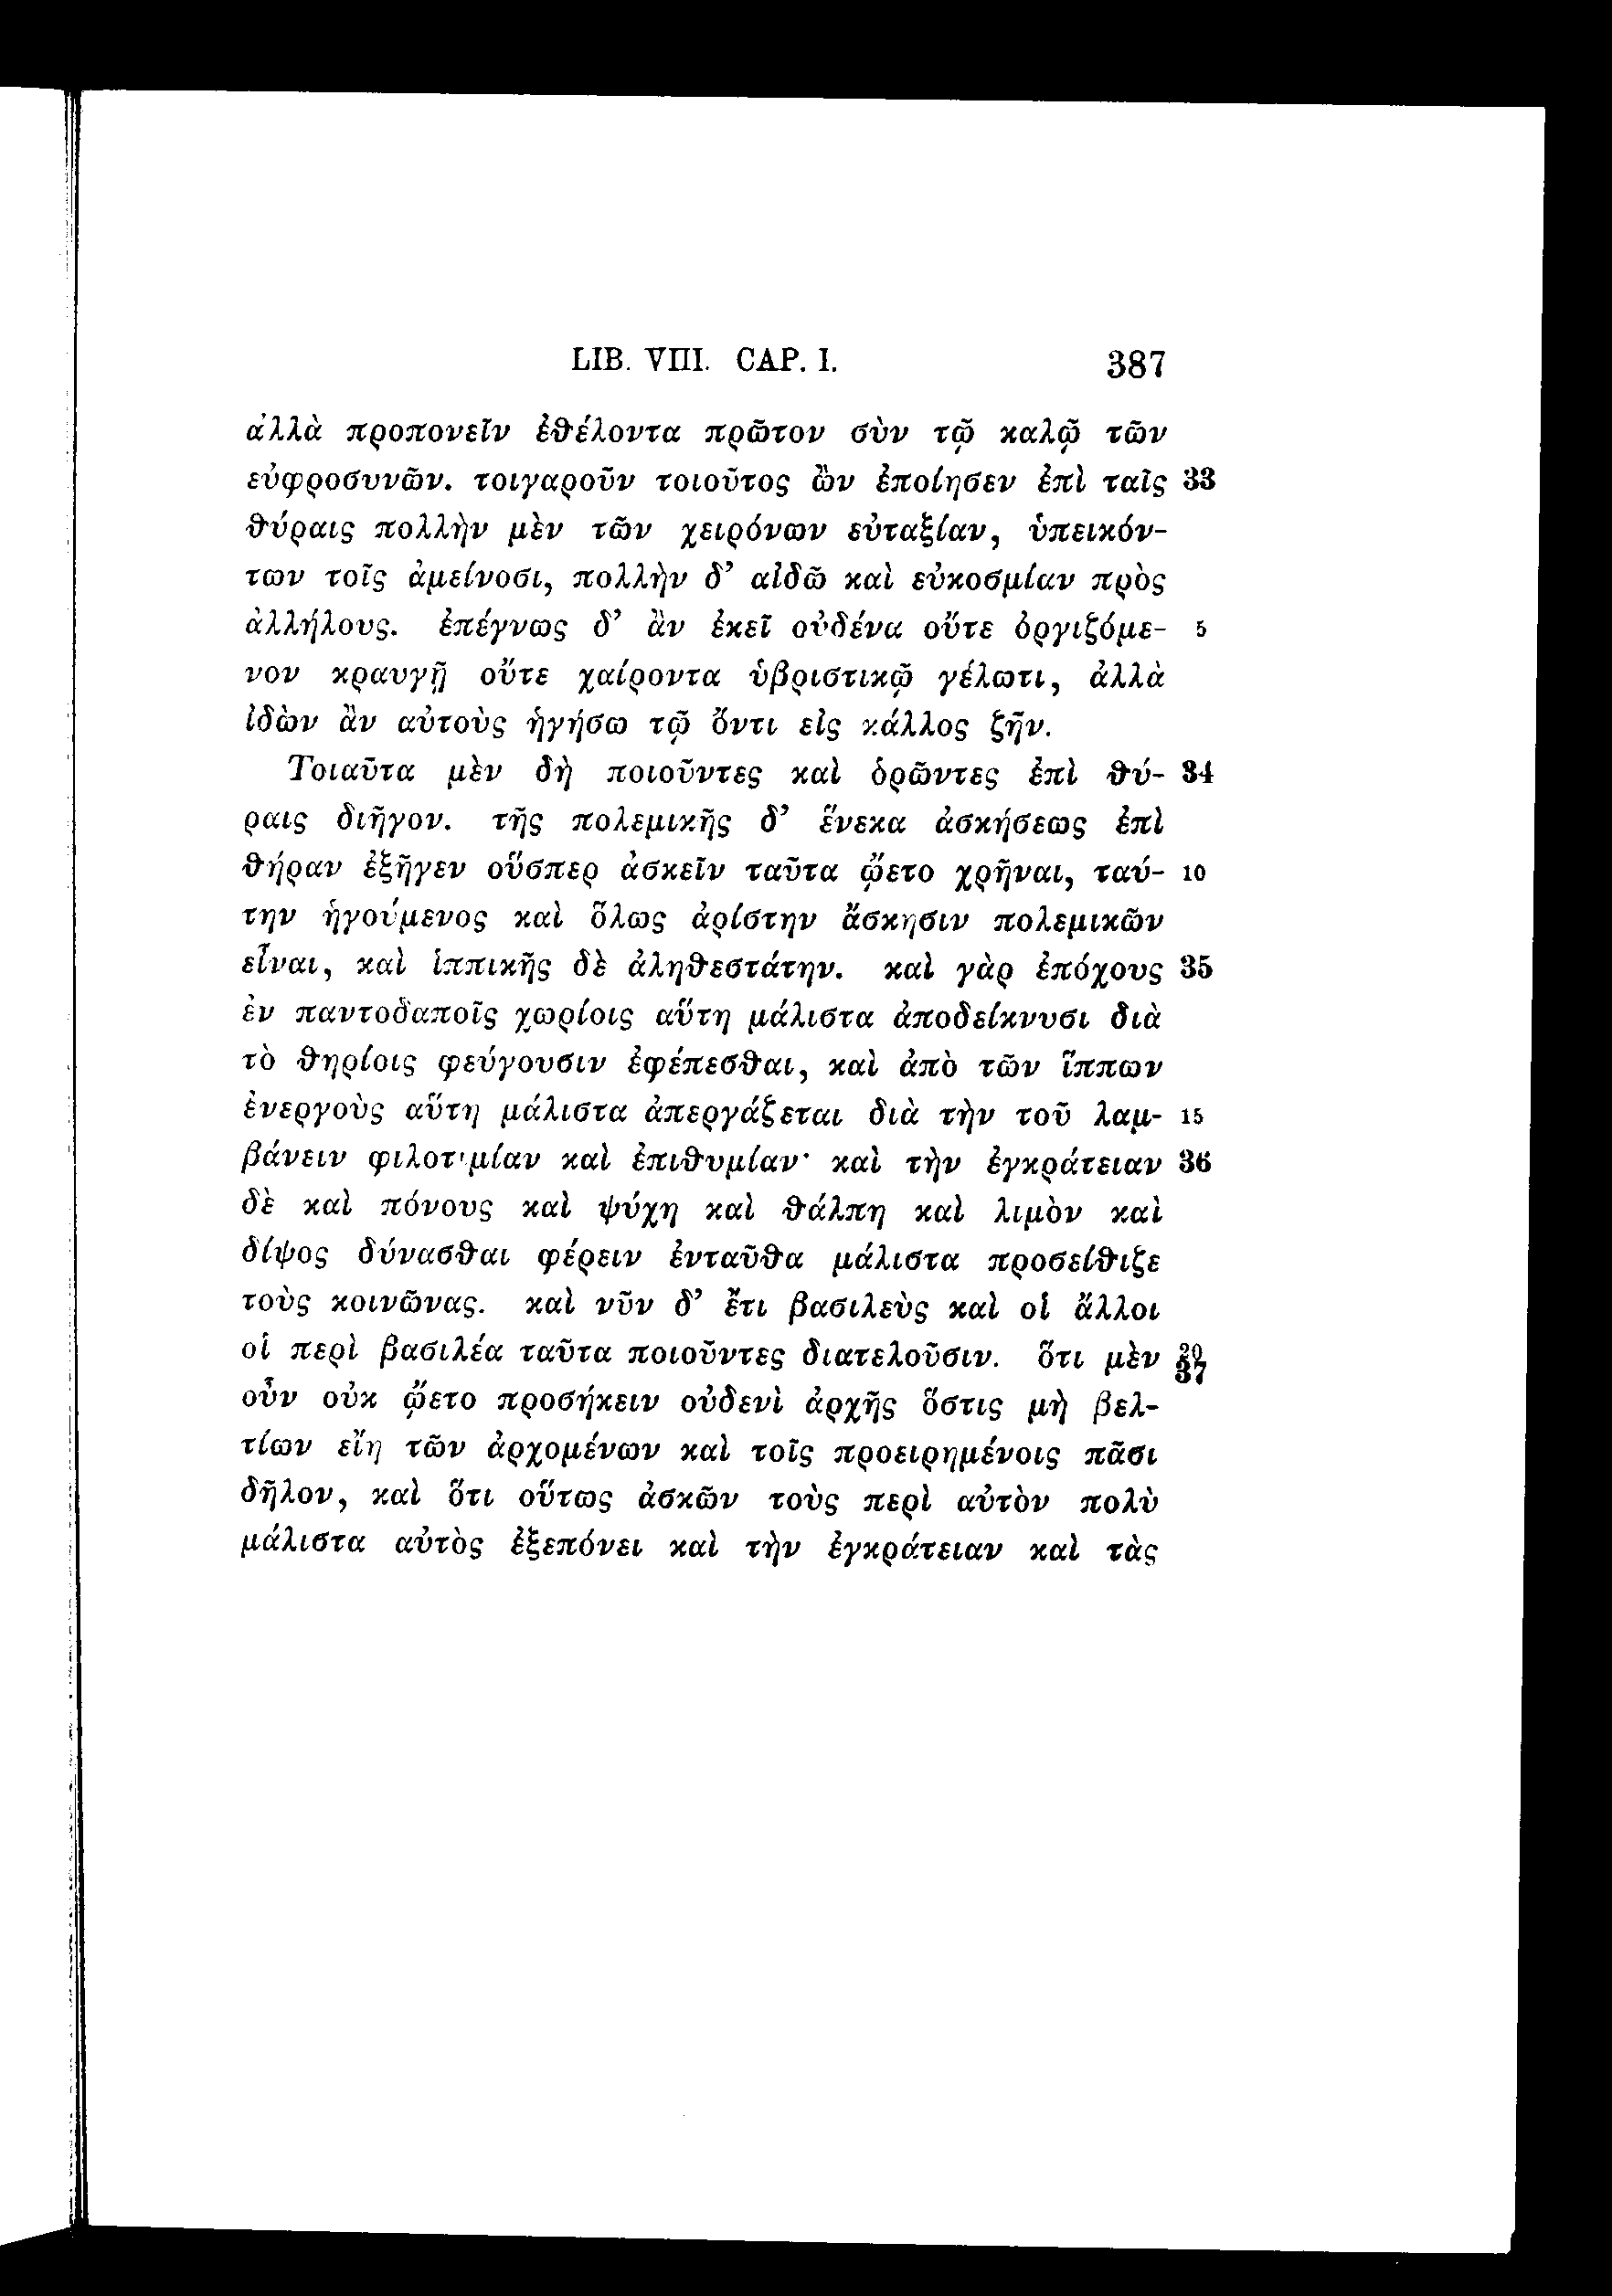 LIB. VIII. CAP. I. 387
ἀλλὰ προπονεῖν ἐθέλοντα πρῶτον σὺν τῷ καλῷ τῶν
εὐφροσυνῶν. τοιγαροῦν τοιοῦτος ὢν ἐποίησεν ἐπὶ ταῖς 33
θύραις πολλὴν μὲν τῶν χειρόνων εὐταξίαν, ὑπεικόν-
των τοῖς ἀμείνοσι, πολλὴν δ’ αἰδῶ καὶ εὐκοσμίαν πρὸς
ἀλλήλους. ἐπέγνως δ’ ἂν ἐκεῖ οὐδένα οὔτε ὀργιζόμε- 5
νον κραυγῇ οὔτε χαίροντα ὑβριστικῷ γέλωτι, ἀλλὰ
ἰδὼν ἂν αὐτοὺς ἡγήσω τῷ ὄντι εἰς κάλλος ζῆν.
Τοιαῦτα μὲν δὴ ποιοῦντες καὶ ὁρῶντες ἐπὶ θύ- 34
ραις διῆγον. τῆς πολεμικῆς δ’ ἕνεκα ἀσκήσεως ἐπὶ
θήραν ἐξῆγεν οὕσπερ ἀσκεῖν ταῦτα ᾤετο χρῆναι, ταύ- 10
την ἡγούμενος καὶ ὅλως ἀρίστην ἄσκησιν πολεμικῶν
εἶναι, καὶ ἱππικῆς δὲ ἀληθεστάτην. καὶ γὰρ ἐπόχους 35
ἐν παντοδαποῖς χωρίοις αὕτη μάλιστα ἀποδείκνυσι διὰ
τὸ θηρίοις φεύγουσιν ἐφέπεσθαι, καὶ ἀπὸ τῶν ἵππων
ἐνεργοὺς αὕτη μάλιστα ἀπεργάζεται διὰ τὴν τοῦ λαμ- 15
βάνειν φιλοτιμίαν καὶ ἐπιθυμίαν· καὶ τὴν ἐγκράτειαν 36
δὲ καὶ πόνους καὶ ψύχη καὶ θάλπη καὶ λιμὸν καὶ
δίψος δύνασθαι φέρειν ἐνταῦθα μάλιστα προσείθιζε
τοὺς κοινῶνας. καὶ νῦν δ’ ἔτι βασιλεὺς καὶ οἱ ἄλλοι
οἱ περὶ βασιλέα ταῦτα ποιοῦντες διατελοῦσιν. ὅτι μὲν 20 37
οὖν οὐκ ᾤετο προσήκειν οὐδενὶ ἀρχῆς ὅστις μὴ βελ-
τίων εἴη τῶν ἀρχομένων καὶ τοῖς προειρημένοις πᾶσι
δῆλον, καὶ ὅτι οὕτως ἀσκῶν τοὺς περὶ αὑτὸν πολὺ
μάλιστα αὐτὸς ἐξεπόνει καὶ τὴν ἐγκράτειαν καὶ τὰς